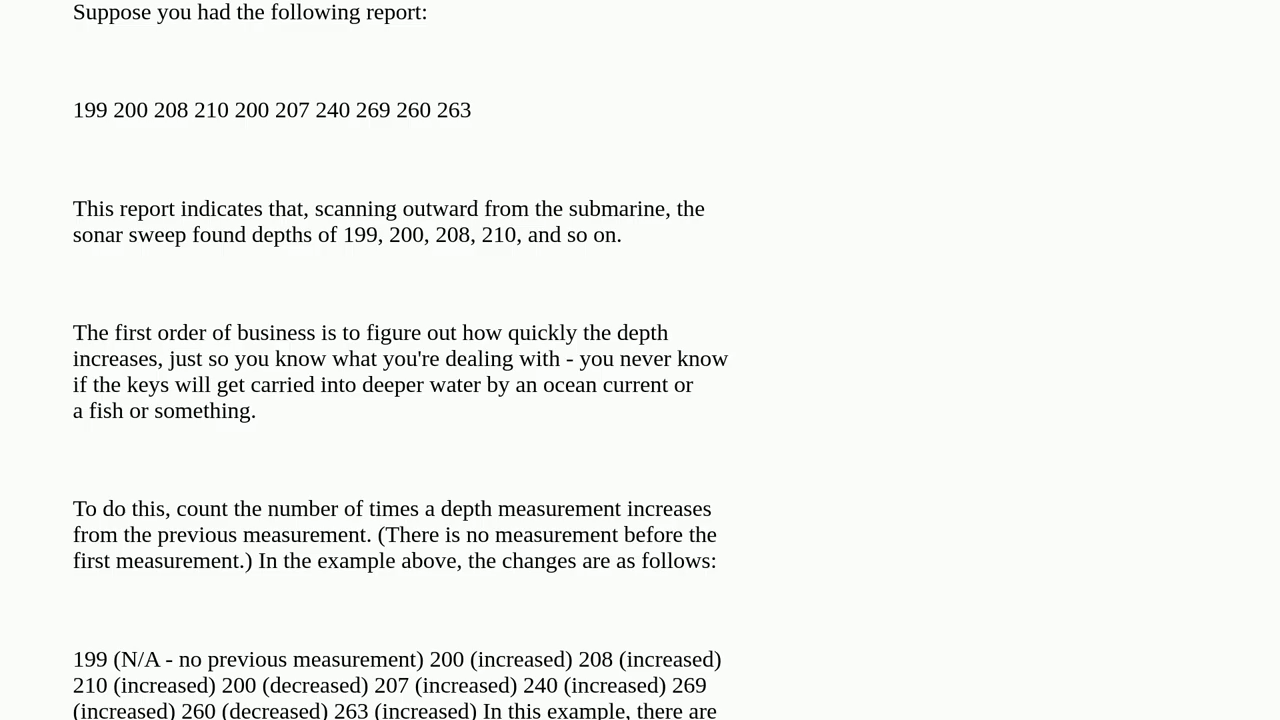 Suppose you had the following report:
199 200 208 210 200 207 240 269 260 263
This report indicates that, scanning outward from the submarine, the
sonar sweep found depths of 199, 200, 208, 210, and so on.
The first order of business is to figure out how quickly the depth
increases, just so you know what you're dealing with - you never know
if the keys will get carried into deeper water by an ocean current or
a fish or something.
To do this, count the number of times a depth measurement increases
from the previous measurement. (There is no measurement before the
first measurement.) In the example above, the changes are as follows:
199 (N/A - no previous measurement) 200 (increased) 208 (increased)
210 (increased) 200 (decreased) 207 (increased) 240 (increased) 269
(increased) 260 (decreased) 263 (increased) In this example, there are